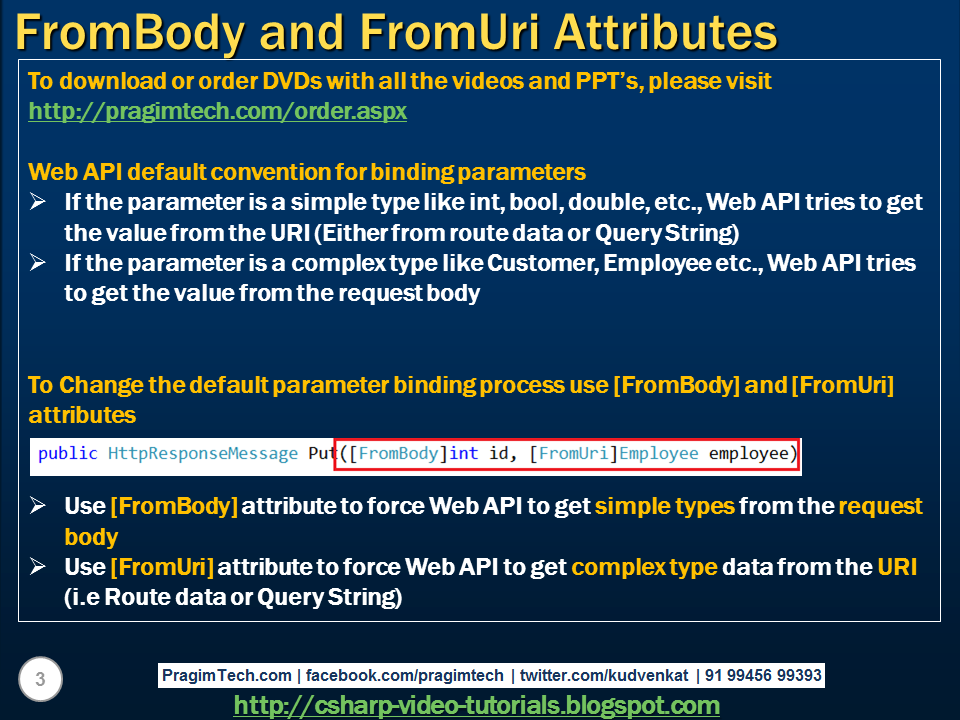 FromBody and FromUri Attributes
To download or order DVDs with all the videos and PPT's, please visit
http://pragimtech.com/order.aspx
Web API default convention for binding parameters
➢ If the parameter is a simple type like int, bool, double, etc., Web API tries to get
the value from the URI (Either from route data or Query String)
➢ If the parameter is a complex type like Customer, Employee etc., Web API tries
to get the value from the request body
To Change the default parameter binding process use [FromBody] and [FromUri]
attributes
public HttpResponseMessage Put([FromBody]int id, [FromUri]Employee employee)
➢ Use [FromBody] attribute to force Web API to get simple types from the request
body
➢ Use [FromUri] attribute to force Web API to get complex type data from the URI
(i.e Route data or Query String)
3
PragimTech.com | facebook.com/pragimtech | twitter.com/kudvenkat | 91 99456 99393
http://csharp-video-tutorials.blogspot.com